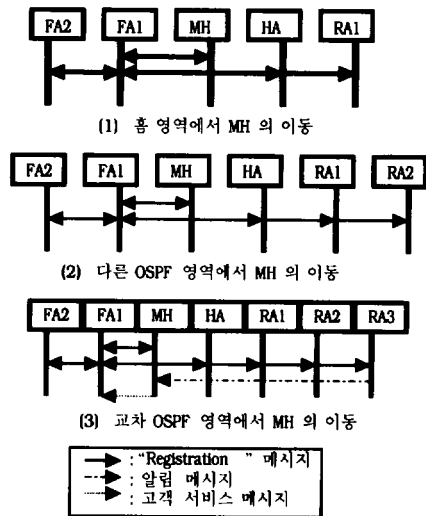 FA2 FA1 MH HA RA1
(1) 홈 영역에서 MH 의 이동
FA2 FA1 MH HA RA1 RA2
(2) 다른 OSPF 영역에서 MH 의 이동
FA2 FA1 MH HA RA1 RA2 RA3
(3) 교차 OSPF 영역에서 MH 의 이동
: "Registration " 메시지
: 알림 메시지
: 고객 서비스 메시지